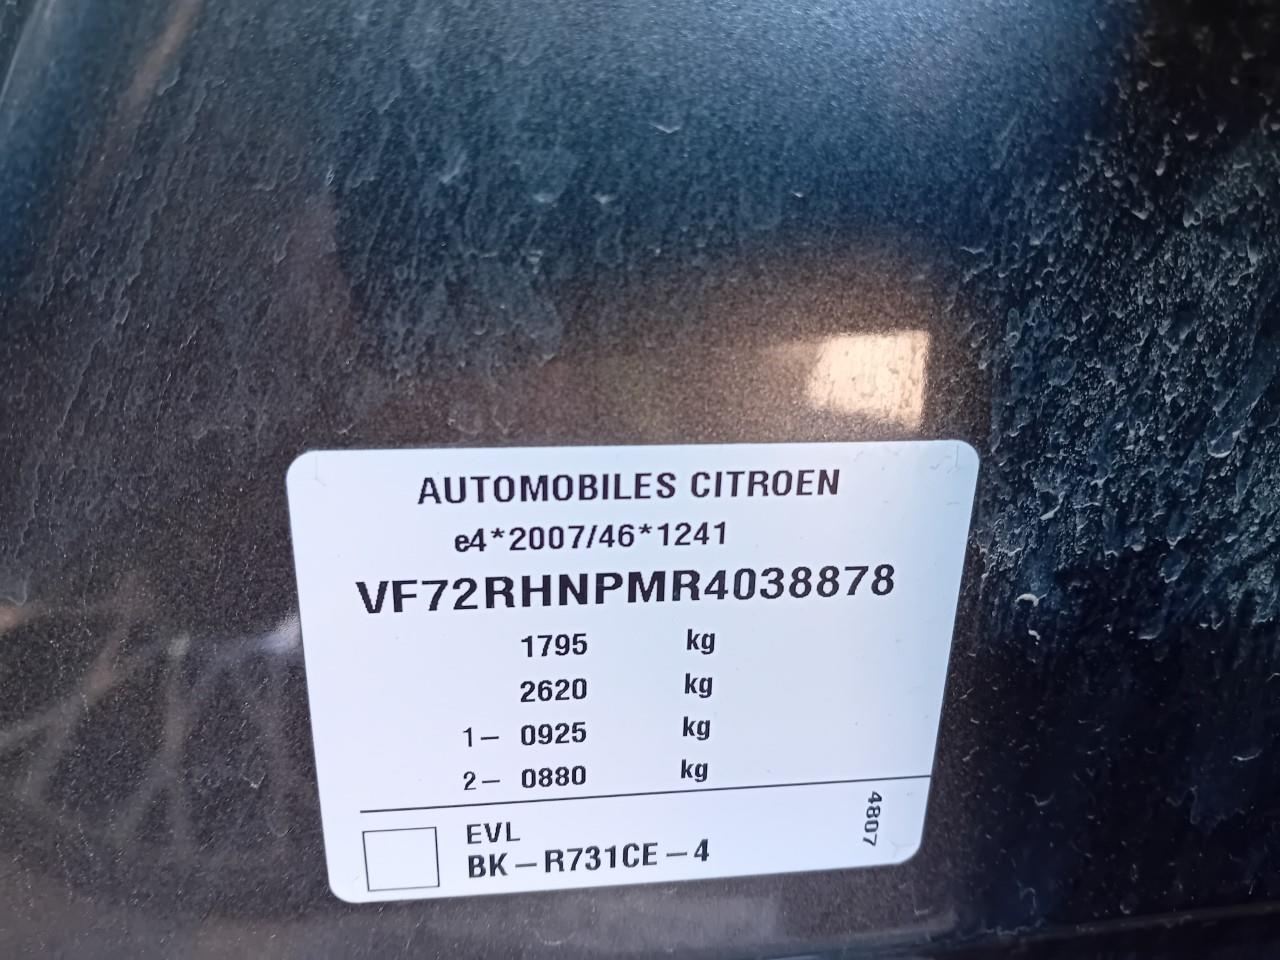 AUTOMOBILES CITROEN
e4*2007/46*1241
VF72RHNPMR4038878
1795 kg
2620 kg
1– 0925 kg
2– 0880 kg
EVL
BK–R731CE–4
4807